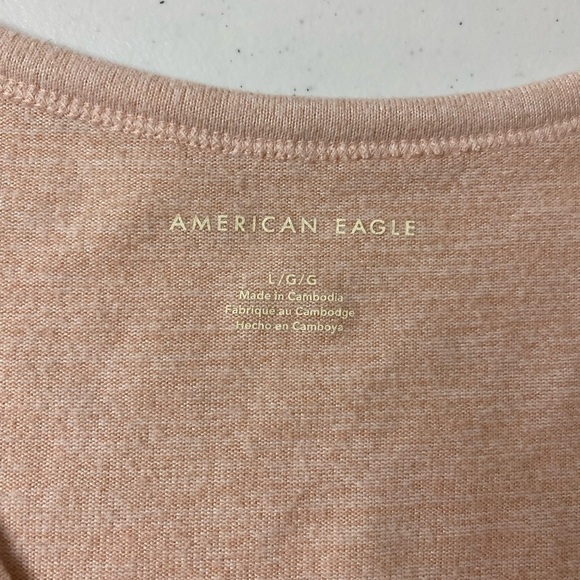 AMERICAN EAGLE
L/G/G
Made in Cambodia
Fabriqué au Cambodge
Hecho en Camboya